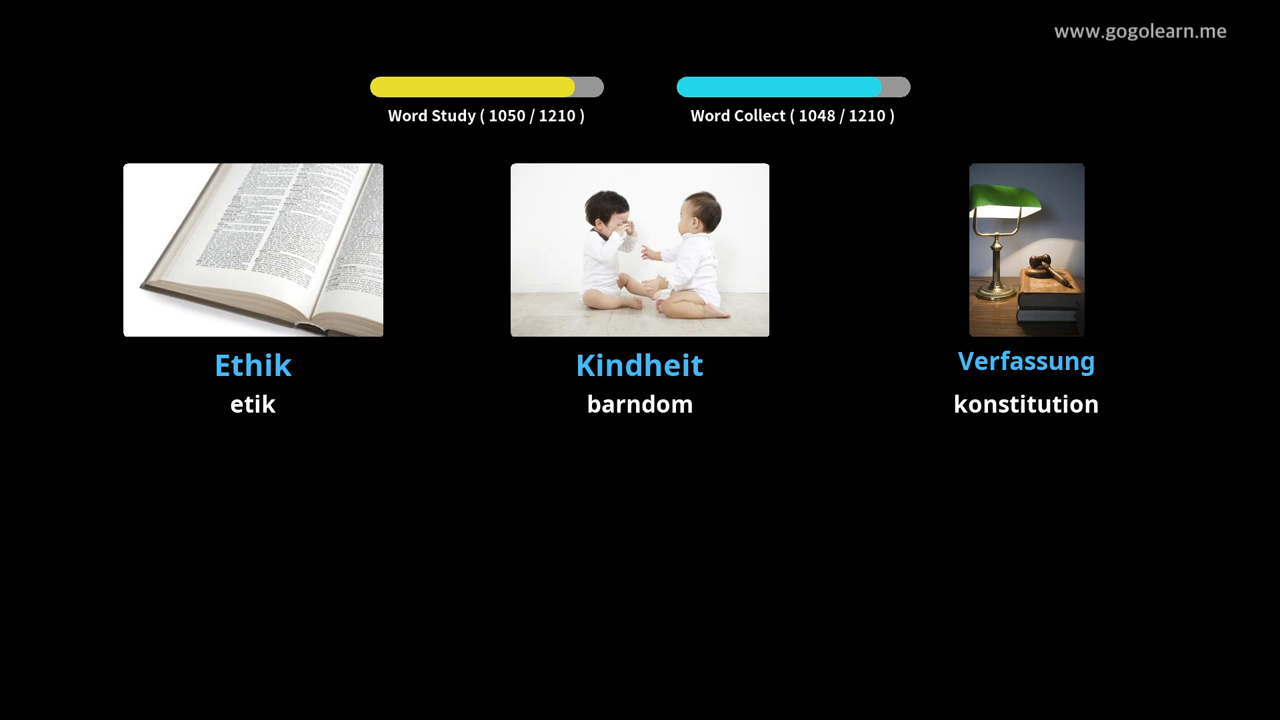 www.gogolearn.me
Word Study ( 1050 / 1210 )
Word Collect ( 1048 / 1210 )
Ethik
etik
Kindheit
barndom
Verfassung
konstitution